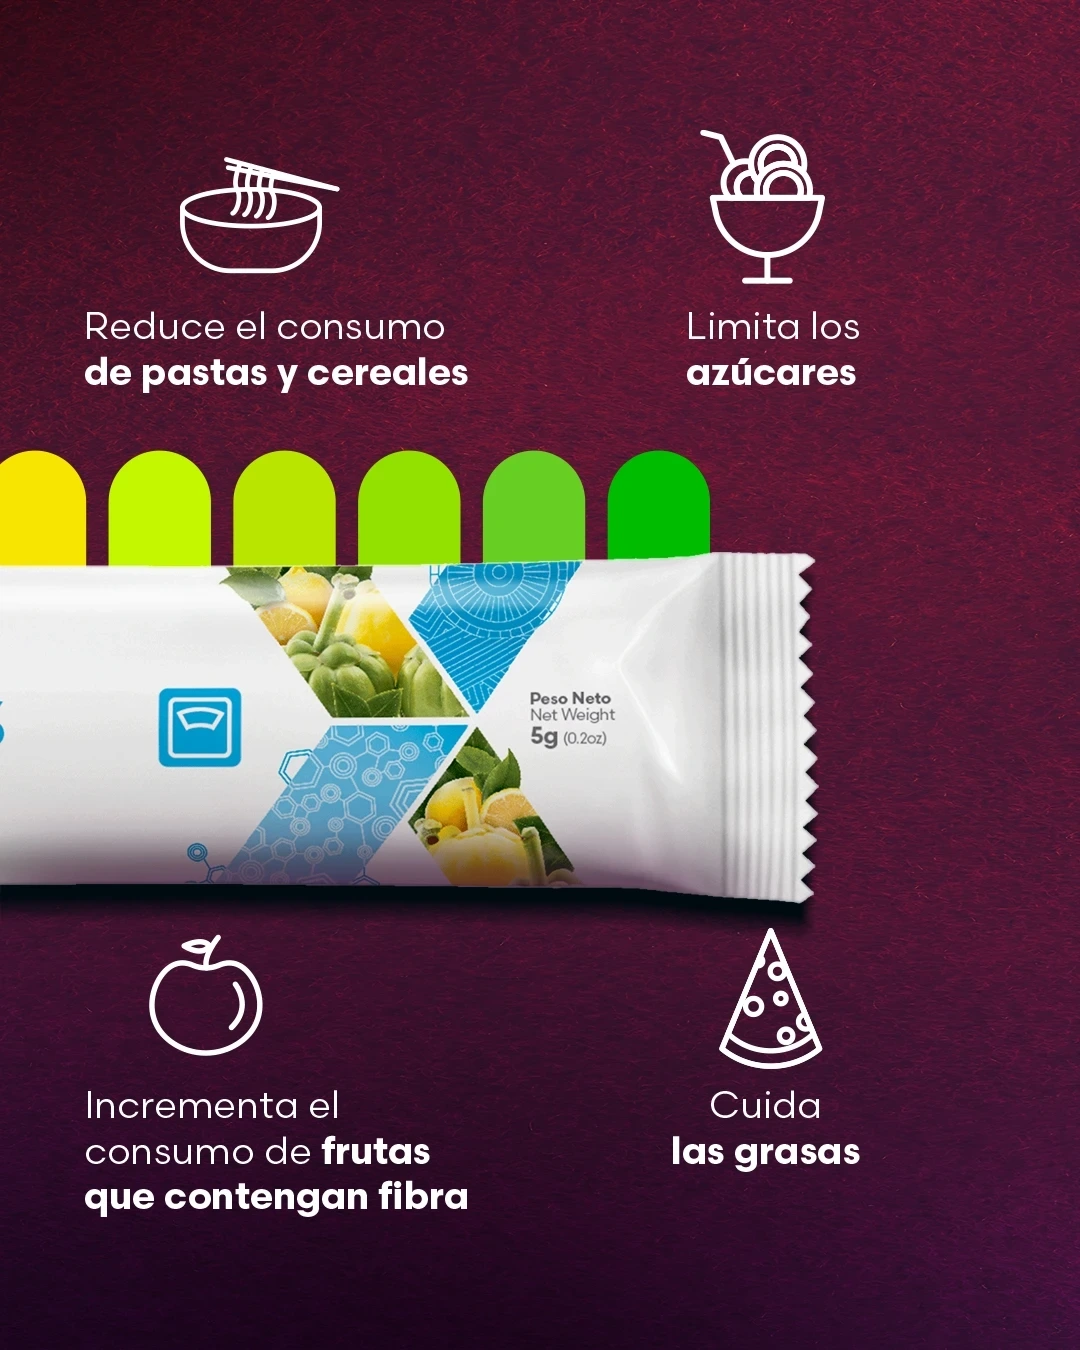 Reduce el consumo
de pastas y cereales
Limita los
azúcares
Peso Neto
Net Weight
5g (0.2oz)
Incrementa el
consumo de frutas
que contengan fibra
Cuida
las grasas